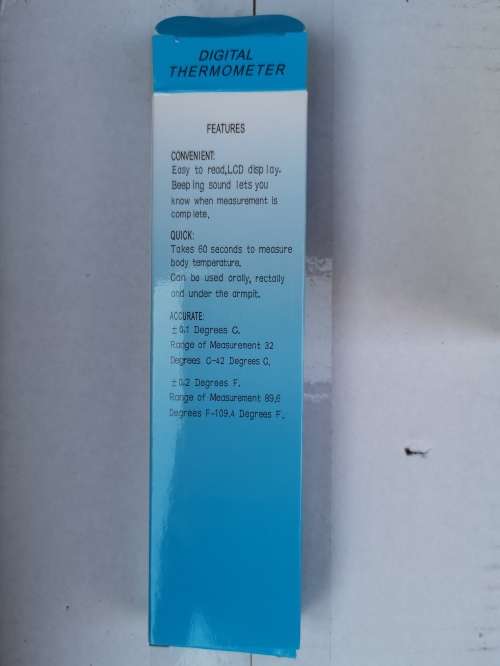 DIGITAL
THERMOMETER
FEATURES
CONVENIENT:
Easy to read,LCD display.
Beeping sound lets you
know when measurement is
complete.
QUICK:
Takes 60 seconds to measure
body temperature.
Can be used orally, rectally
and under the armpit.
ACCURATE:
±0.1 Degrees C.
Range of Measurement 32
Degrees C-42 Degrees C.
±0.2 Degrees F.
Range of Measurement 89.6
Degrees F-109.4 Degrees F.